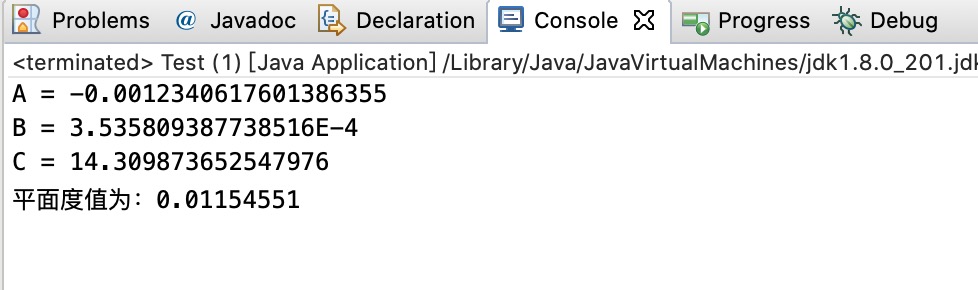 Problems @ Javadoc Declaration Console Progress Debug
<terminated> Test (1) [Java Application] /Library/Java/JavaVirtualMachines/jdk1.8.0_201.jdk
A = -0.0012340617601386355
B = 3.535809387738516E-4
C = 14.309873652547976
平面度值为：0.01154551